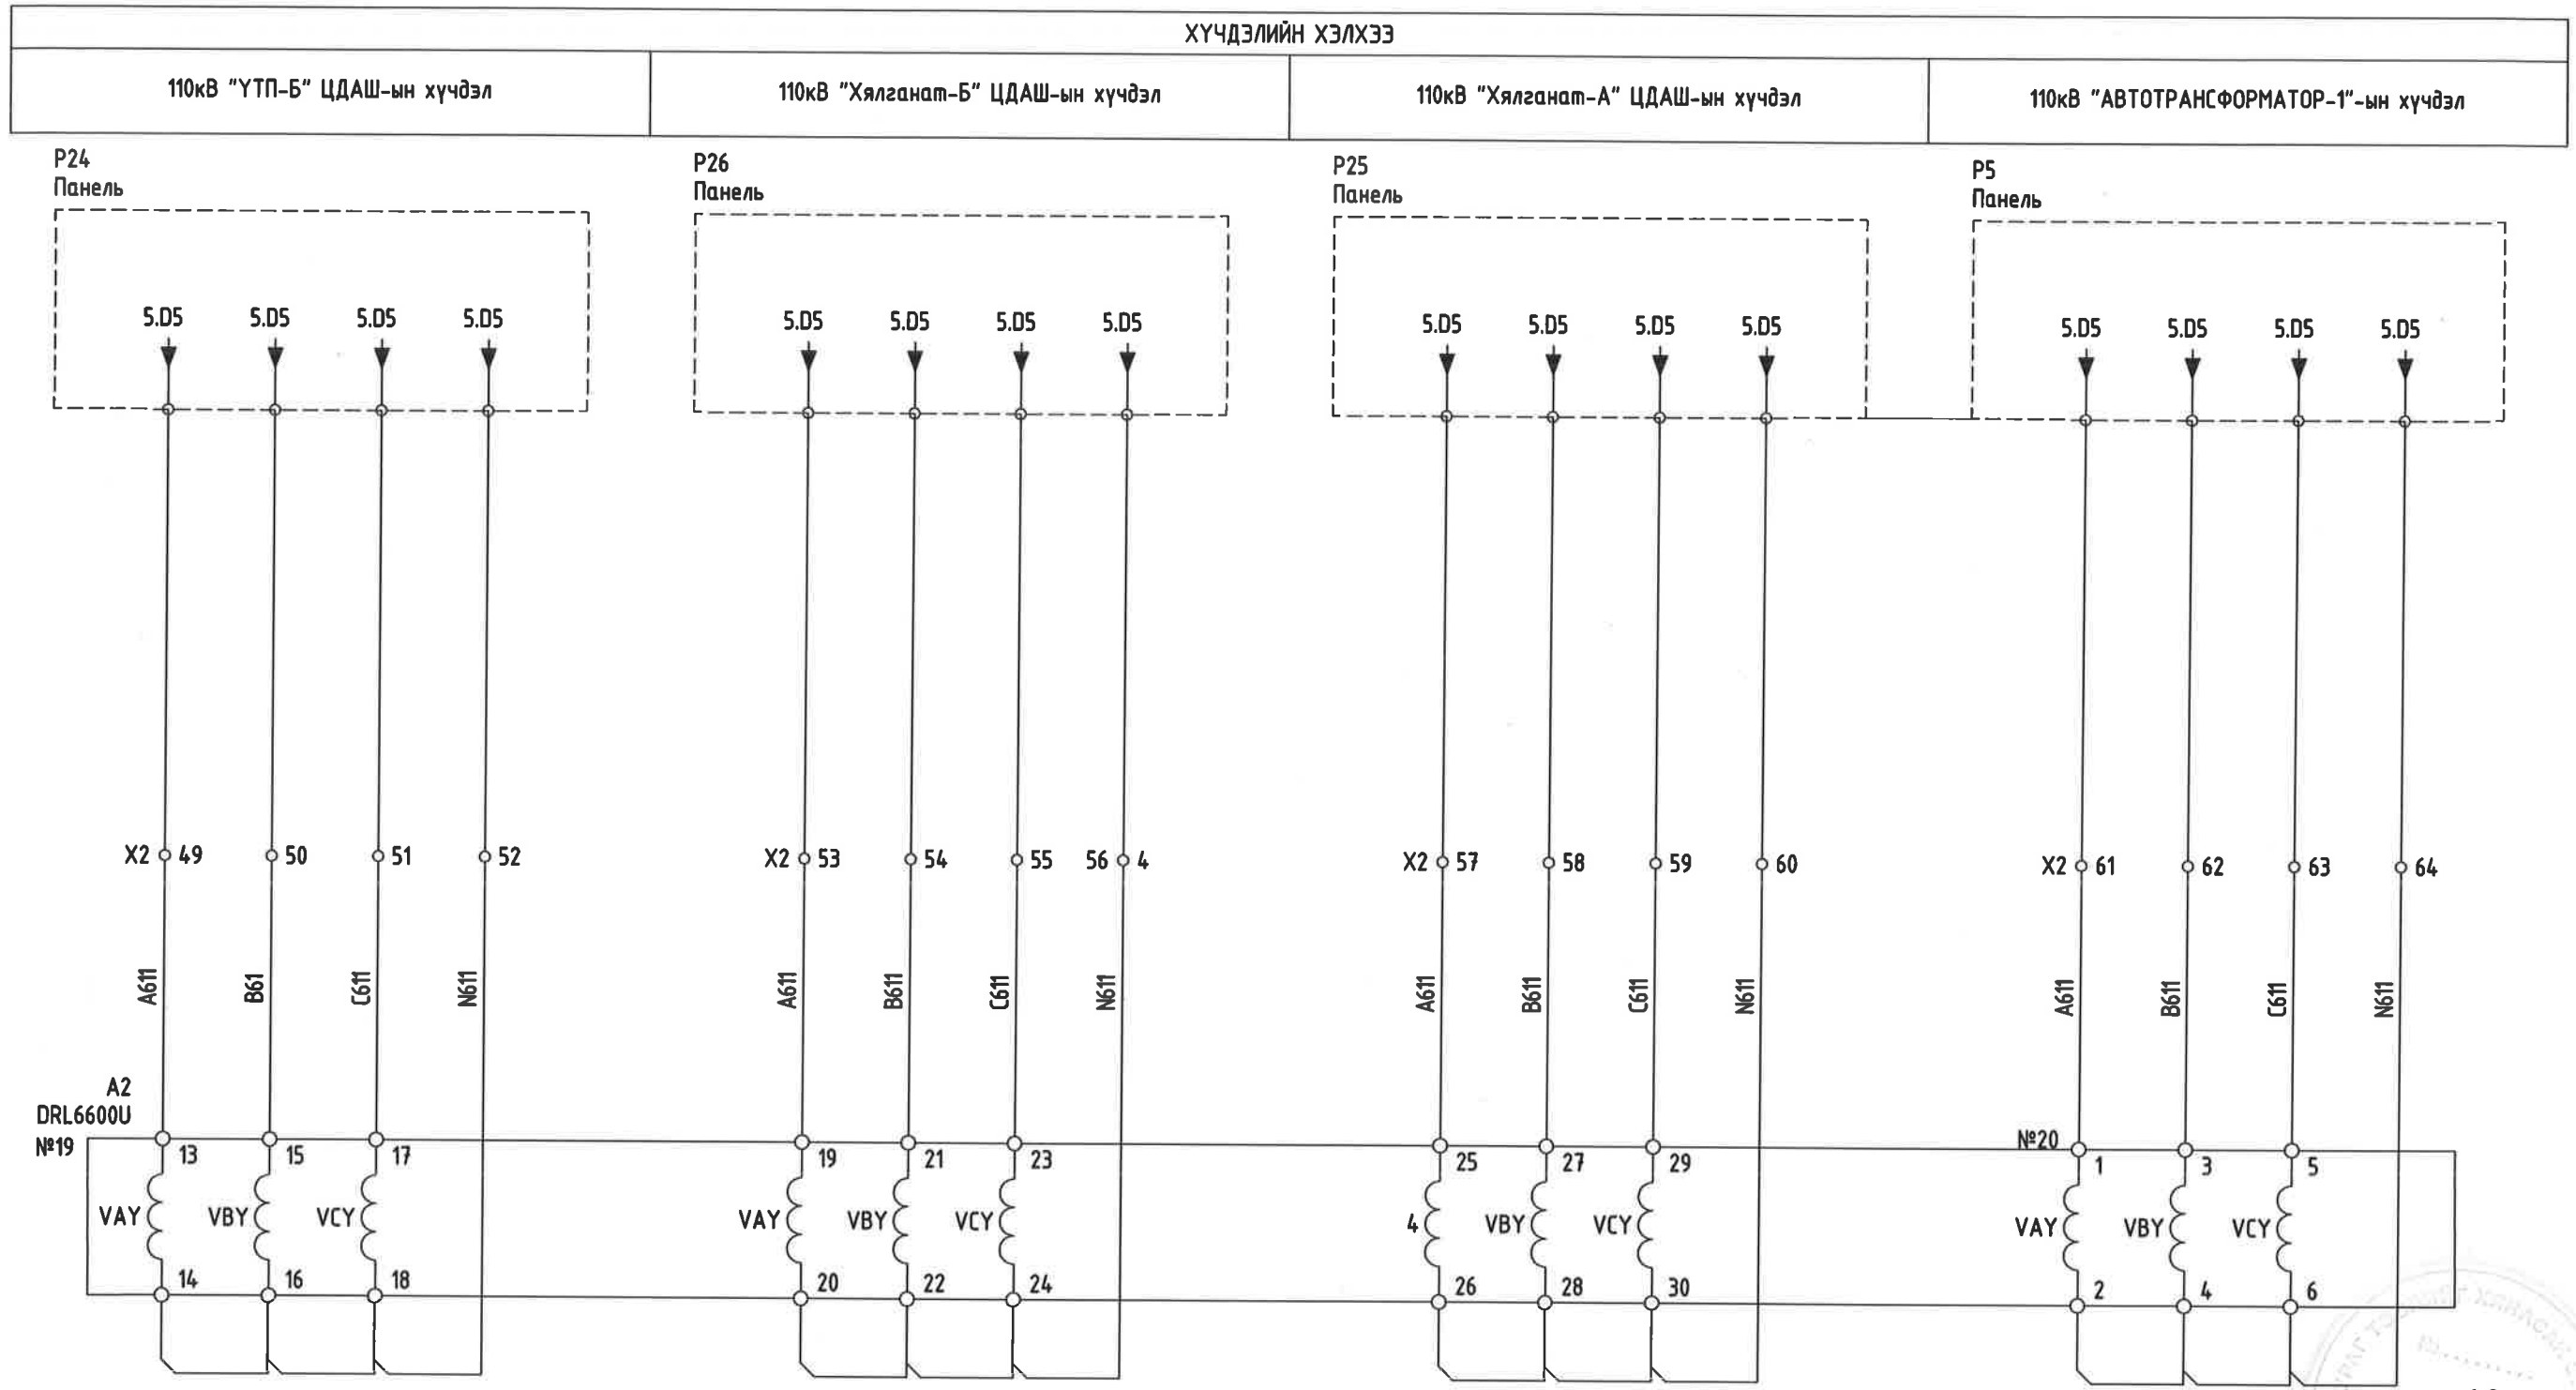 ХҮЧДЭЛИЙН ХЭЛХЭЭ
110кВ "ҮТП-Б" ЦДАШ-ын хүчдэл
110кВ "Хялганат-Б" ЦДАШ-ын хүчдэл
110кВ "Хялганат-А" ЦДАШ-ын хүчдэл
110кВ "АВТОТРАНСФОРМАТОР-1"-ын хүчдэл
P24
Панель
P26
Панель
P25
Панель
P5
Панель
5.D5 5.D5 5.D5 5.D5
5.D5 5.D5 5.D5 5.D5
5.D5 5.D5 5.D5 5.D5
5.D5 5.D5 5.D5 5.D5
X2 49 50 51 52
X2 53 54 55 56 4
X2 57 58 59 60
X2 61 62 63 64
A611 B61 C611 N611
A611 B611 C611 N611
A611 B611 C611 N611
A611 B611 C611 N611
A2
DRL6600U
№19
13 15 17
19 21 23
25 27 29
№20
1 3 5
VAY VBY VCY
VAY VBY VCY
4 VBY VCY
VAY VBY VCY
14 16 18
20 22 24
26 28 30
2 4 6